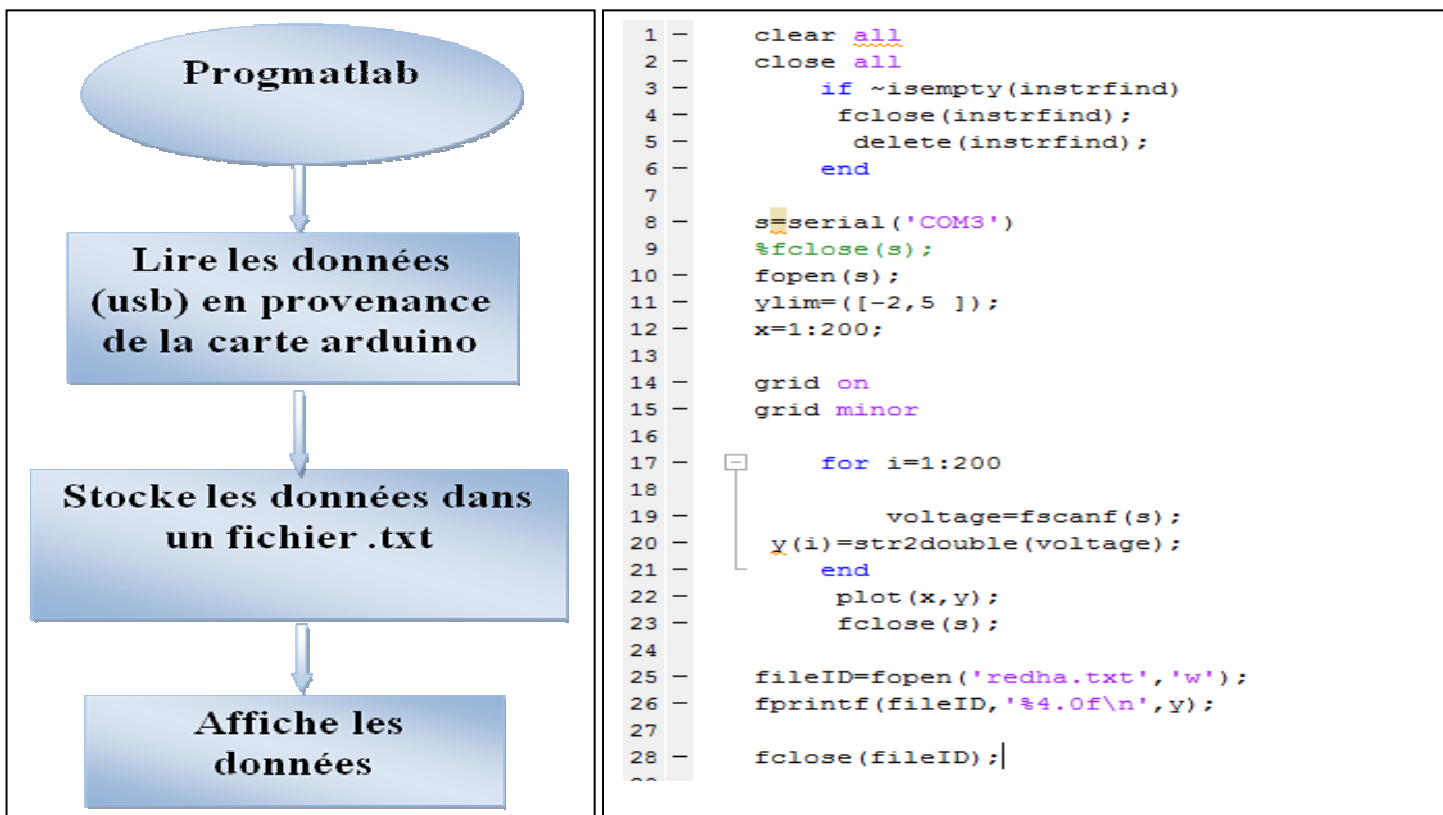 Progmatlab
Lire les données
(usb) en provenance
de la carte arduino
Stocke les données dans
un fichier .txt
Affiche les
données
1 – clear all
2 – close all
3 – if ~isempty(instrfind)
4 – fclose(instrfind);
5 – delete(instrfind);
6 – end
7
8 – s=serial('COM3')
9 %fclose(s);
10 – fopen(s);
11 – ylim=([-2,5 ]);
12 – x=1:200;
13
14 – grid on
15 – grid minor
16
17 – for i=1:200
18
19 – voltage=fscanf(s);
20 – y(i)=str2double(voltage);
21 – end
22 – plot(x,y);
23 – fclose(s);
24
25 – fileID=fopen('redha.txt','w');
26 – fprintf(fileID,'%4.0f\n',y);
27
28 – fclose(fileID);